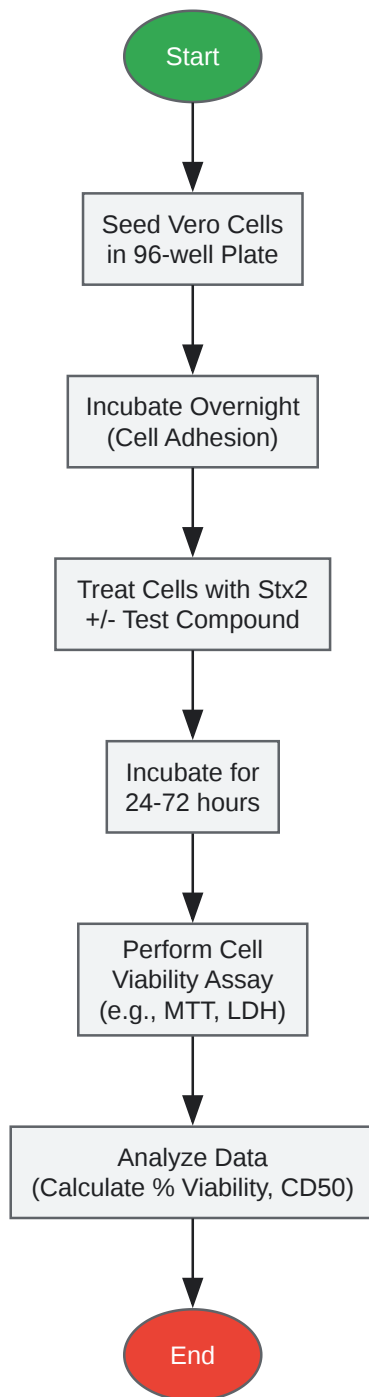 Start
Seed Vero Cells
in 96-well Plate
Incubate Overnight
(Cell Adhesion)
Treat Cells with Stx2
+/- Test Compound
Incubate for
24-72 hours
Perform Cell
Viability Assay
(e.g., MTT, LDH)
Analyze Data
(Calculate % Viability, CD50)
End